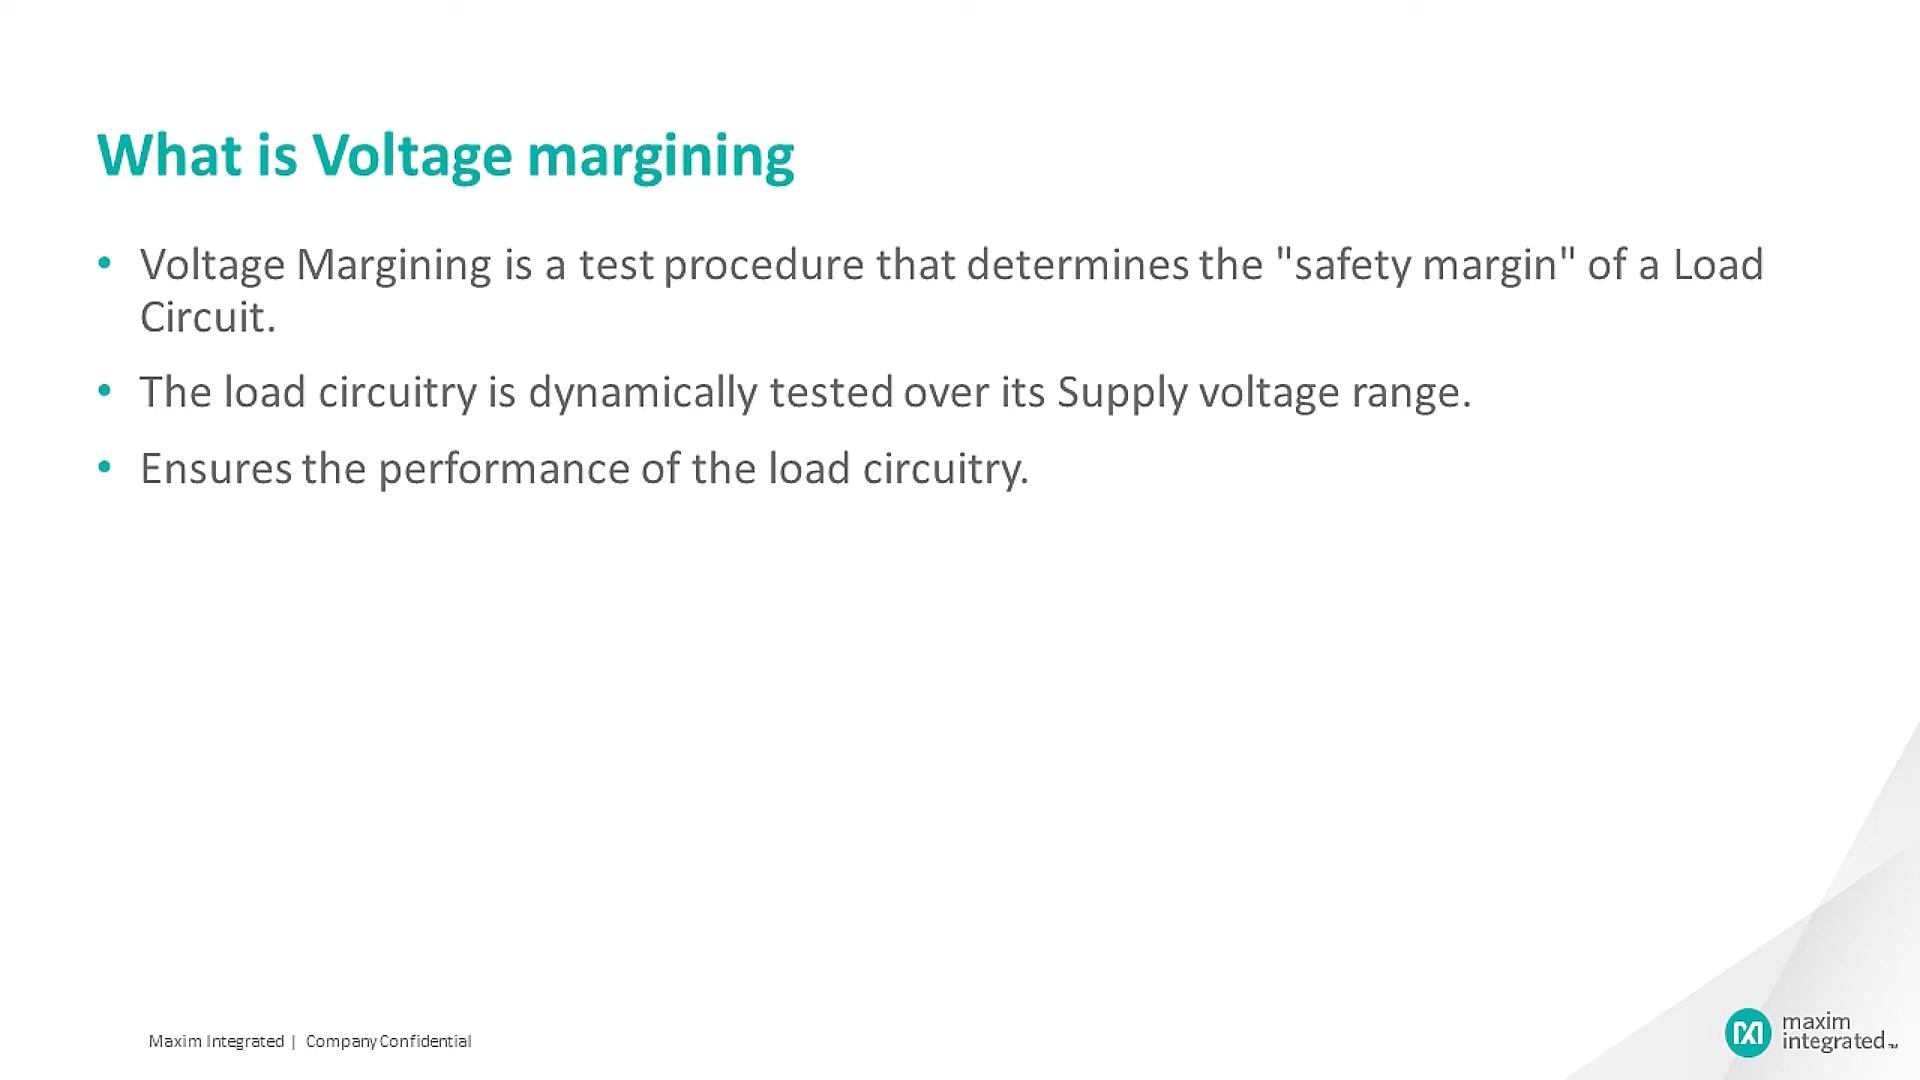 What is Voltage margining
• Voltage Margining is a test procedure that determines the "safety margin" of a Load
Circuit.
• The load circuitry is dynamically tested over its Supply voltage range.
• Ensures the performance of the load circuitry.
Maxim Integrated | Company Confidential
maxim
integrated™